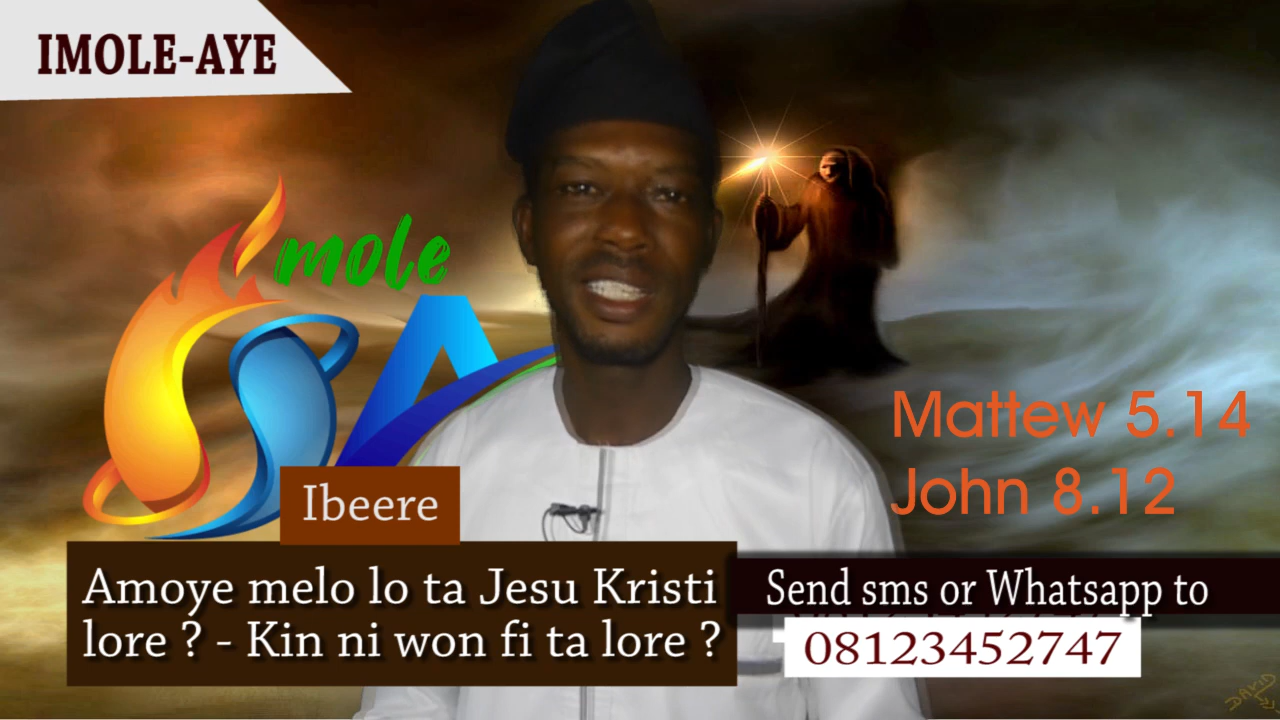 IMOLE-AYE
mole
Mattew 5.14
John 8.12
Ibeere
Amoye melo lo ta Jesu Kristi
lore ? - Kin ni won fi ta lore ?
Send sms or Whatsapp to
08123452747
DAVID